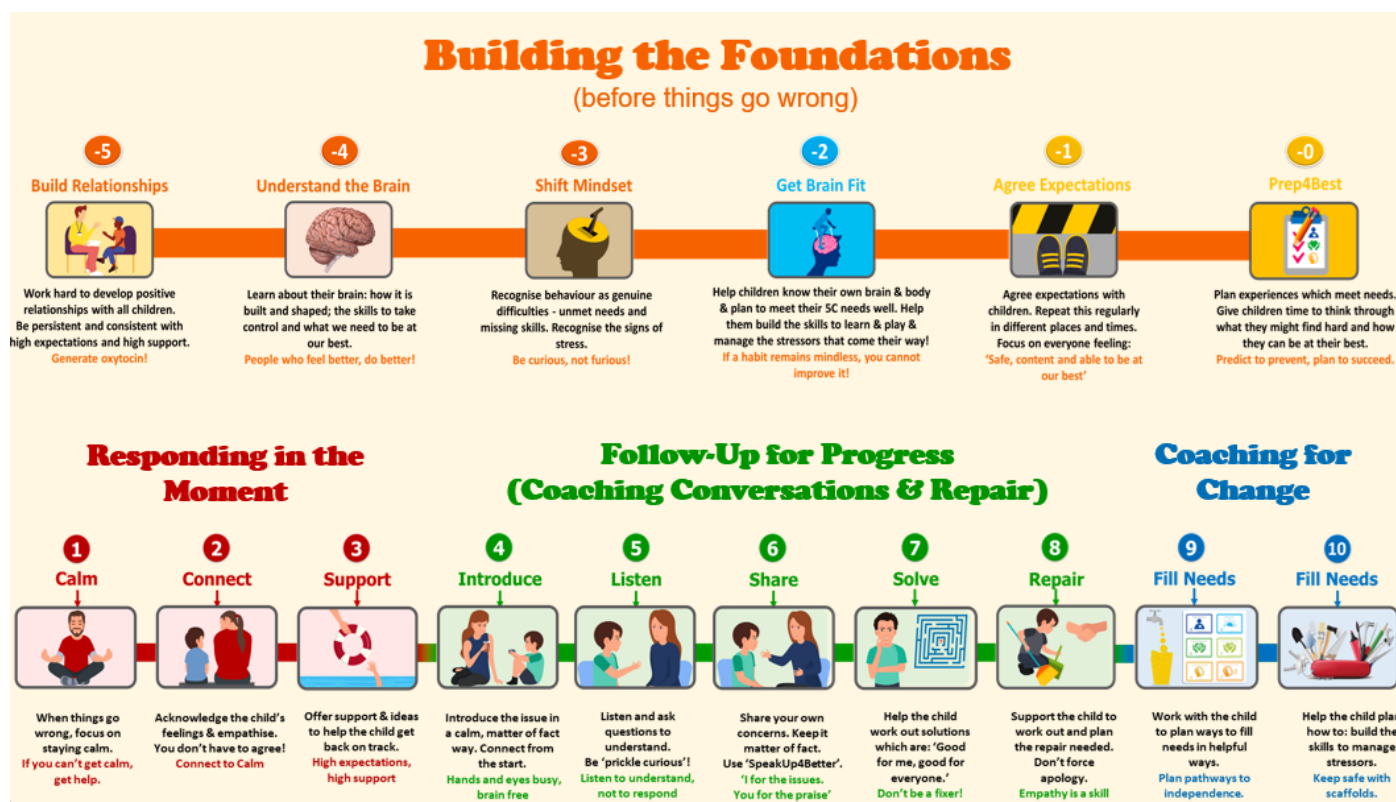 Building the Foundations
(before things go wrong)
-5
Build Relationships
Work hard to develop positive
relationships with all children.
Be persistent and consistent with
high expectations and high support.
Generate oxytocin!
-4
Understand the Brain
Learn about their brain: how it is
built and shaped; the skills to take
control and what we need to be at
our best.
People who feel better, do better!
-3
Shift Mindset
Recognise behaviour as genuine
difficulties - unmet needs and
missing skills. Recognise the signs of
stress.
Be curious, not furious!
-2
Get Brain Fit
Help children know their own brain & body
& plan to meet their 5C needs well. Help
them build the skills to learn & play &
manage the stressors that come their way!
If a habit remains mindless, you cannot
improve it!
-1
Agree Expectations
Agree expectations with
children. Repeat this regularly
in different places and times.
Focus on everyone feeling:
‘Safe, content and able to be at
our best’
-0
Prep4Best
Plan experiences which meet needs.
Give children time to think through
what they might find hard and how
they can be at their best.
Predict to prevent, plan to succeed.
Responding in the
Moment
1
Calm
When things go
wrong, focus on
staying calm.
If you can’t get calm,
get help.
2
Connect
Acknowledge the child’s
feelings & empathise.
You don’t have to agree!
Connect to Calm
3
Support
Offer support & ideas
to help the child get
back on track.
High expectations,
high support
Follow-Up for Progress
(Coaching Conversations & Repair)
4
Introduce
Introduce the issue in
a calm, matter of fact
way. Connect from
the start.
Hands and eyes busy,
brain free
5
Listen
Listen and ask
questions to
understand.
Be ‘prickle curious’!
Listen to understand,
not to respond
6
Share
Share your own
concerns. Keep it
matter of fact.
Use ‘SpeakUp4Better’.
‘I for the issues.
You for the praise’
7
Solve
Help the child
work out solutions
which are: ‘Good
for me, good for
everyone.’
Don’t be a fixer!
8
Repair
Support the child to
work out and plan
the repair needed.
Don’t force
apology.
Empathy is a skill
Coaching for
Change
9
Fill Needs
Work with the child
to plan ways to fill
needs in helpful
ways.
Plan pathways to
independence.
10
Fill Needs
Help the child plan
how to: build the
skills to manage
stressors.
Keep safe with
scaffolds.